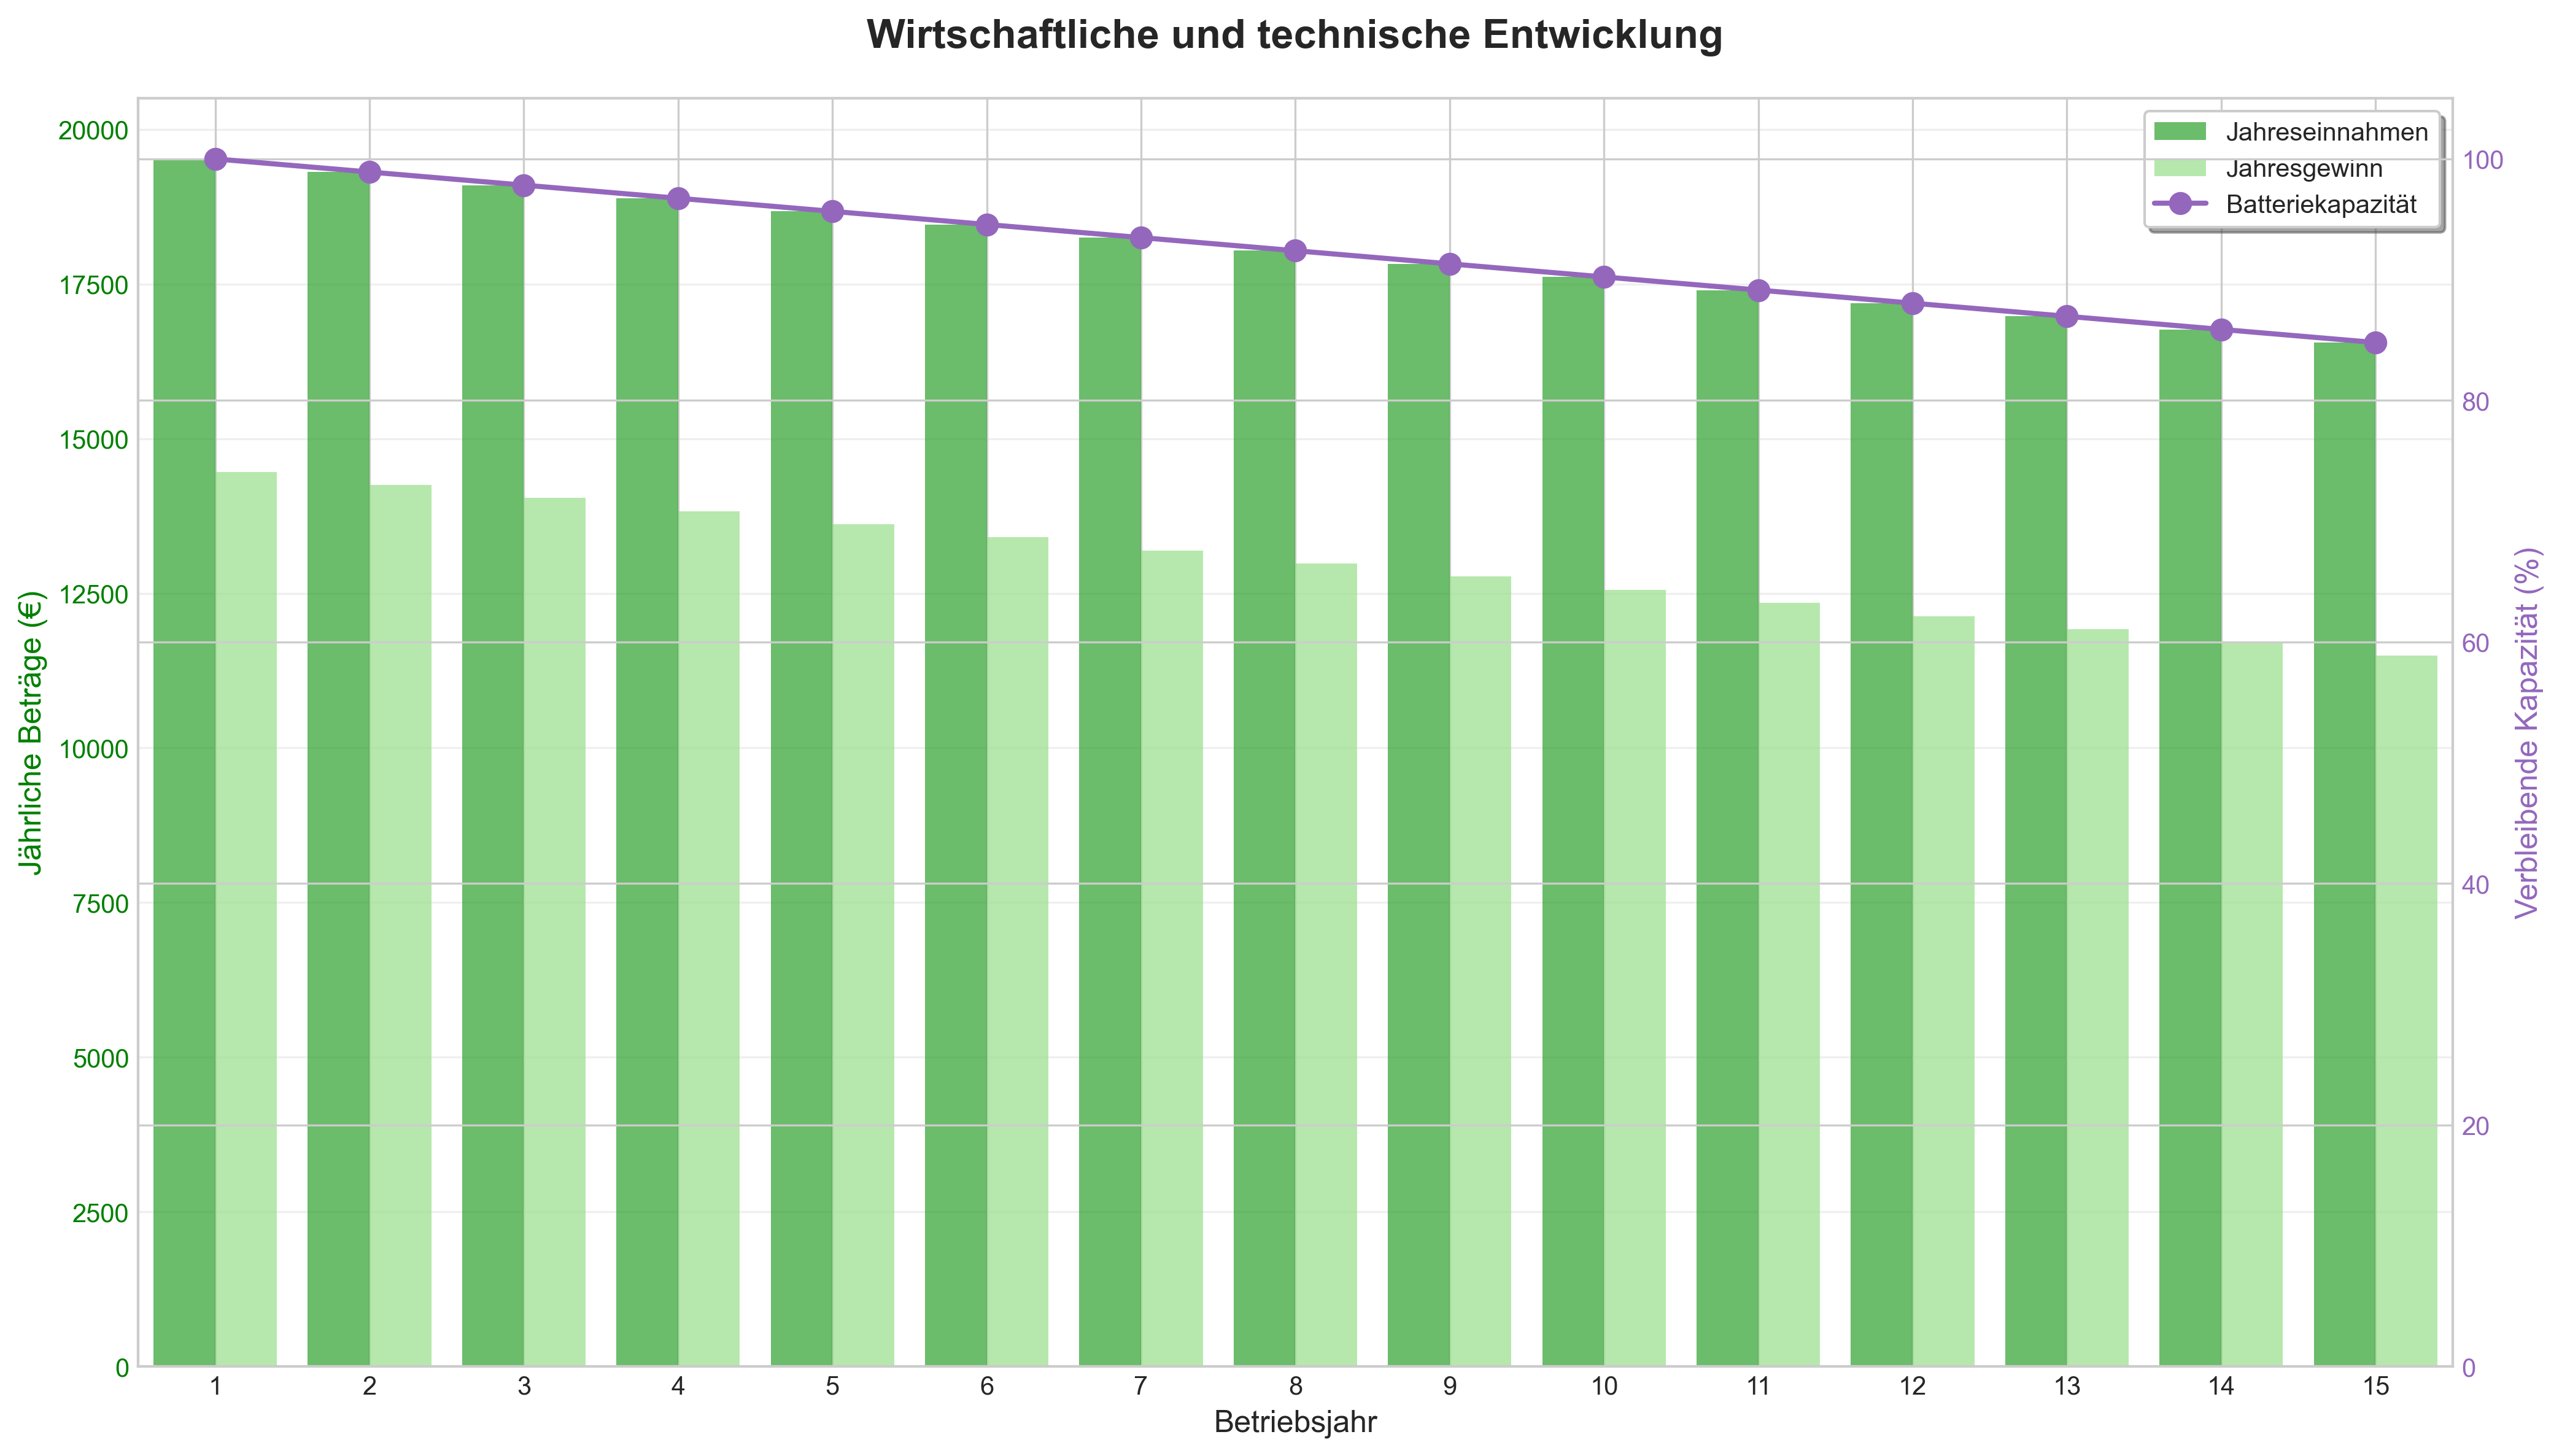 Wirtschaftliche und technische Entwicklung
Jahreseinnahmen
Jahresgewinn
Batteriekapazität
Jährliche Beträge (€)
20000
17500
15000
12500
10000
7500
5000
2500
0
Verbleibende Kapazität (%)
100
80
60
40
20
0
1 2 3 4 5 6 7 8 9 10 11 12 13 14 15
Betriebsjahr